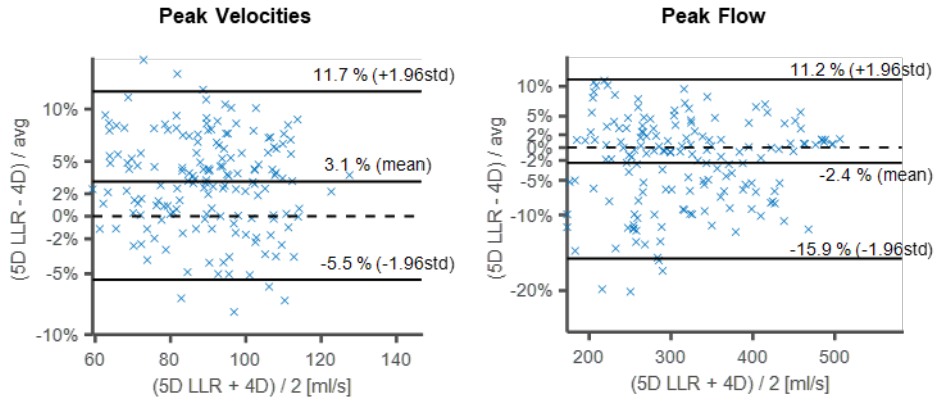 Peak Velocities
(5D LLR - 4D) / avg
10%
5%
2%
0%
-2%
-5%
-10%
11.7 % (+1.96std)
3.1 % (mean)
-5.5 % (-1.96std)
60 80 100 120 140
(5D LLR + 4D) / 2 [ml/s]
Peak Flow
(5D LLR - 4D) / avg
10%
5%
2%
0%
-2%
-5%
-10%
-20%
11.2 % (+1.96std)
-2.4 % (mean)
-15.9 % (-1.96std)
200 300 400 500
(5D LLR + 4D) / 2 [ml/s]